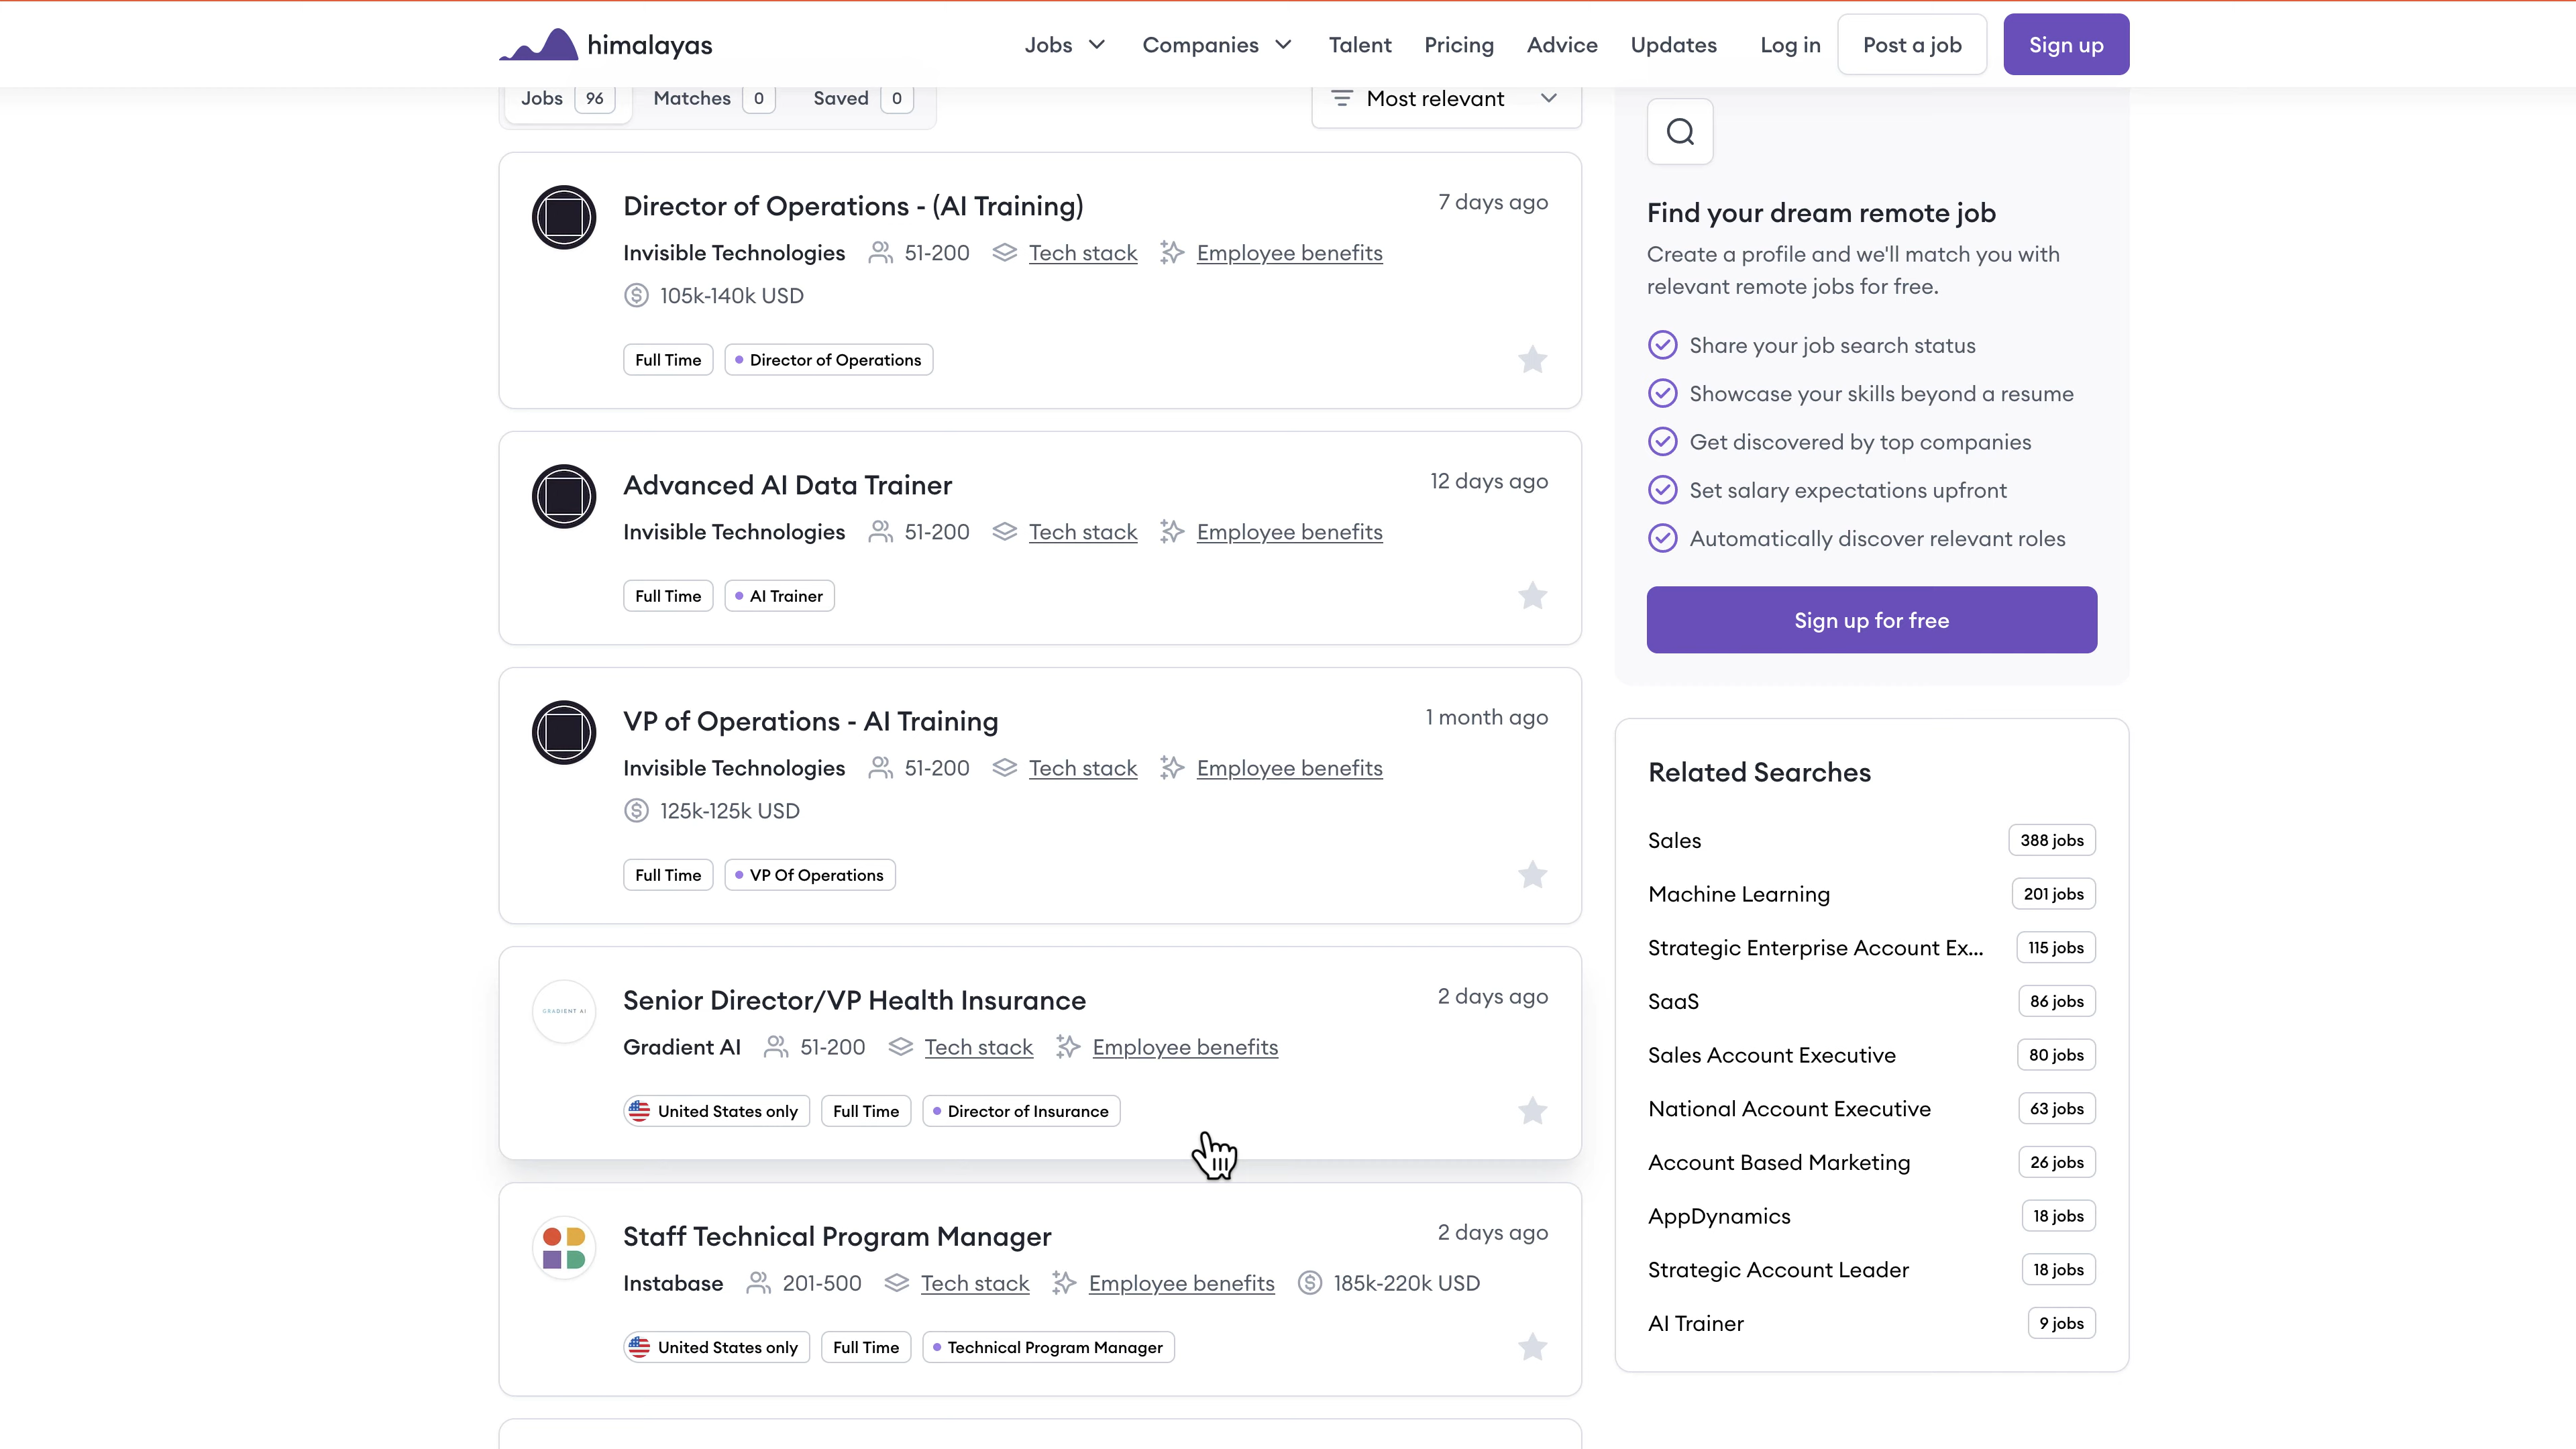 himalayas
Jobs
Companies
Talent
Pricing
Advice
Updates
Log in
Post a job
Sign up
Jobs 96
Matches 0
Saved 0
Most relevant
Director of Operations - (AI Training)
7 days ago
Invisible Technologies 51-200 Tech stack Employee benefits
105k-140k USD
Full Time Director of Operations
Advanced AI Data Trainer
12 days ago
Invisible Technologies 51-200 Tech stack Employee benefits
Full Time AI Trainer
VP of Operations - AI Training
1 month ago
Invisible Technologies 51-200 Tech stack Employee benefits
125k-125k USD
Full Time VP Of Operations
GRADIENT AI
Senior Director/VP Health Insurance
2 days ago
Gradient AI 51-200 Tech stack Employee benefits
United States only Full Time Director of Insurance
Staff Technical Program Manager
2 days ago
Instabase 201-500 Tech stack Employee benefits 185k-220k USD
United States only Full Time Technical Program Manager
Find your dream remote job
Create a profile and we'll match you with
relevant remote jobs for free.
Share your job search status
Showcase your skills beyond a resume
Get discovered by top companies
Set salary expectations upfront
Automatically discover relevant roles
Sign up for free
Related Searches
Sales 388 jobs
Machine Learning 201 jobs
Strategic Enterprise Account Ex... 115 jobs
SaaS 86 jobs
Sales Account Executive 80 jobs
National Account Executive 63 jobs
Account Based Marketing 26 jobs
AppDynamics 18 jobs
Strategic Account Leader 18 jobs
AI Trainer 9 jobs